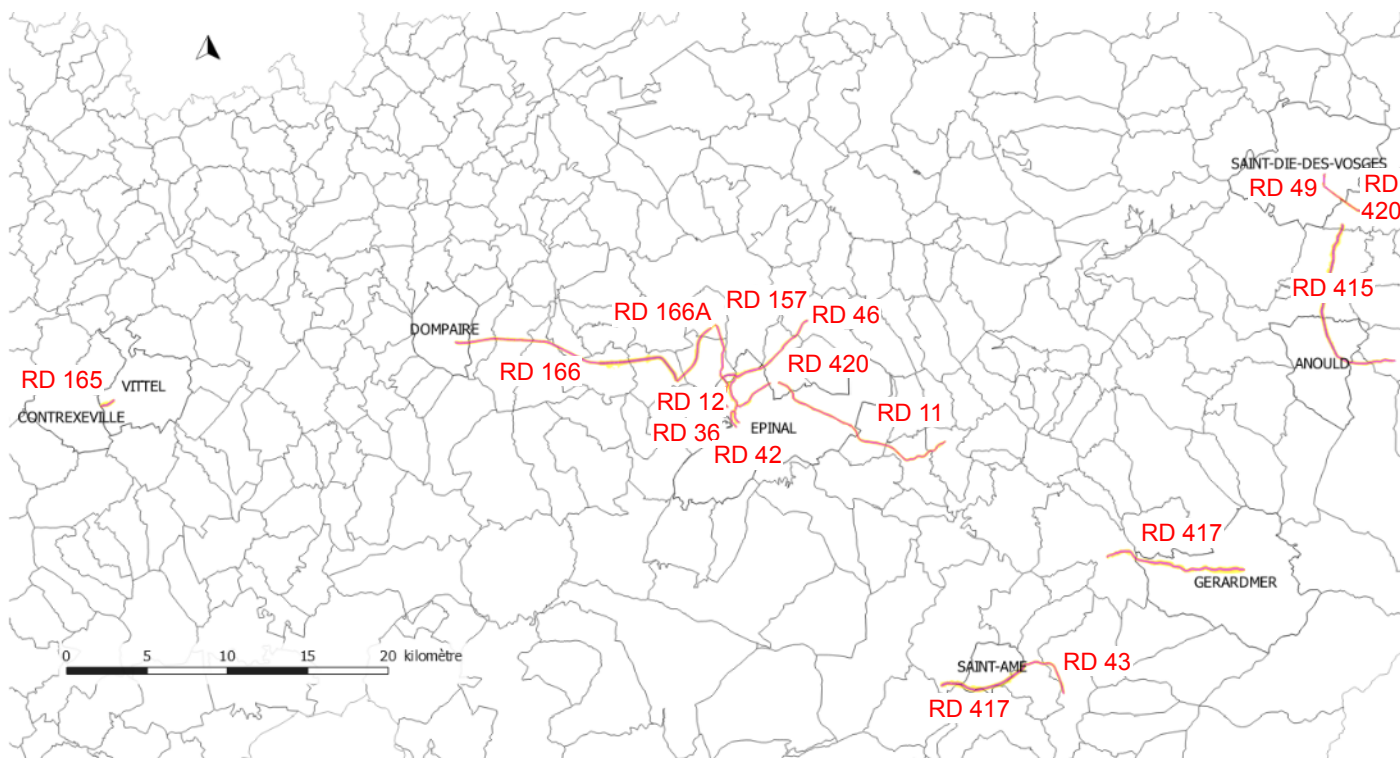 SAINT-DIE-DES-VOSGES
RD 49
RD
420
RD 415
RD 157
RD 166A
RD 46
DOMPAIRE
RD 166
RD 420
ANOULD
RD 165
VITTEL
CONTREXEVILLE
RD 12
RD 11
RD 36
EPINAL
RD 42
RD 417
GERARDMER
0 5 10 15 20 kilomètre
SAINT-AME
RD 43
RD 417